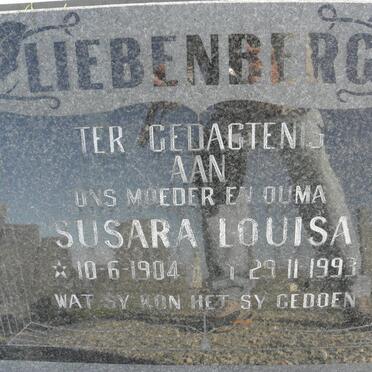 LIEBENBERG
TER GEDAGTENIS
AAN
ONS MOEDER EN OUMA
SUSARA LOUISA
☆ 10-6-1904 † 29-11-1993
WAT SY KON HET SY GEDOEN